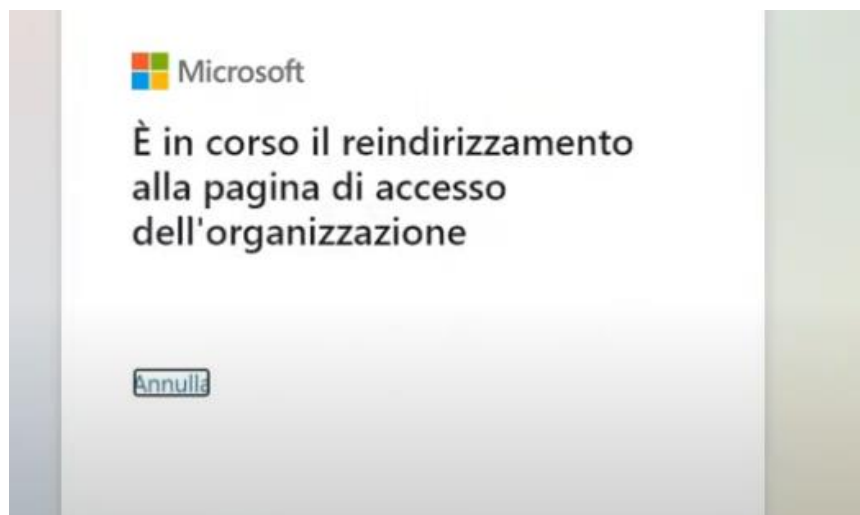 Microsoft
È in corso il reindirizzamento
alla pagina di accesso
dell'organizzazione
Annulla